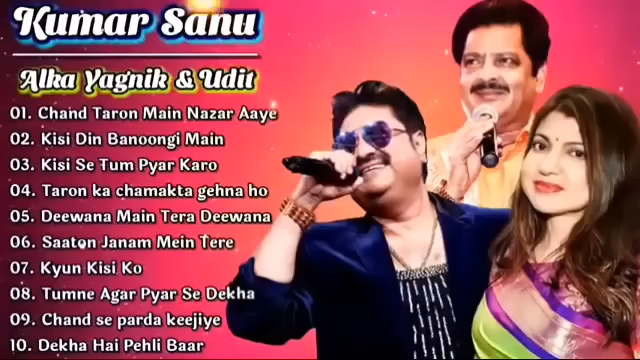 Kumar Sanu
Alka Yagnik & Udit
01. Chand Taron Main Nazar Aaye
02. Kisi Din Banoongi Main
03. Kisi Se Tum Pyar Karo
04. Taron ka chamakta gehna ho
05. Deewana Main Tera Deewana
06. Saaton Janam Mein Tere
07. Kyun Kisi Ko
08. Tumne Agar Pyar Se Dekha
09. Chand se parda keejiye
10. Dekha Hai Pehli Baar